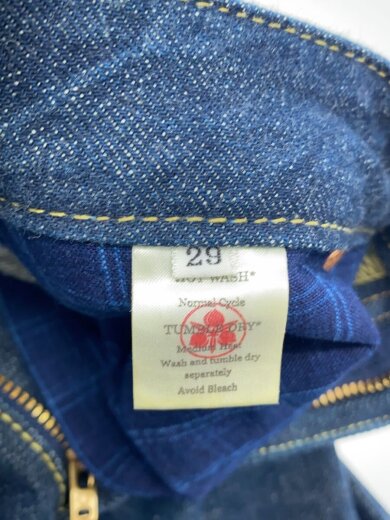 29
HOT WASH*
Normal Cycle
TUMBLE DRY*
Medium Heat
Wash and tumble dry
separately
Avoid Bleach